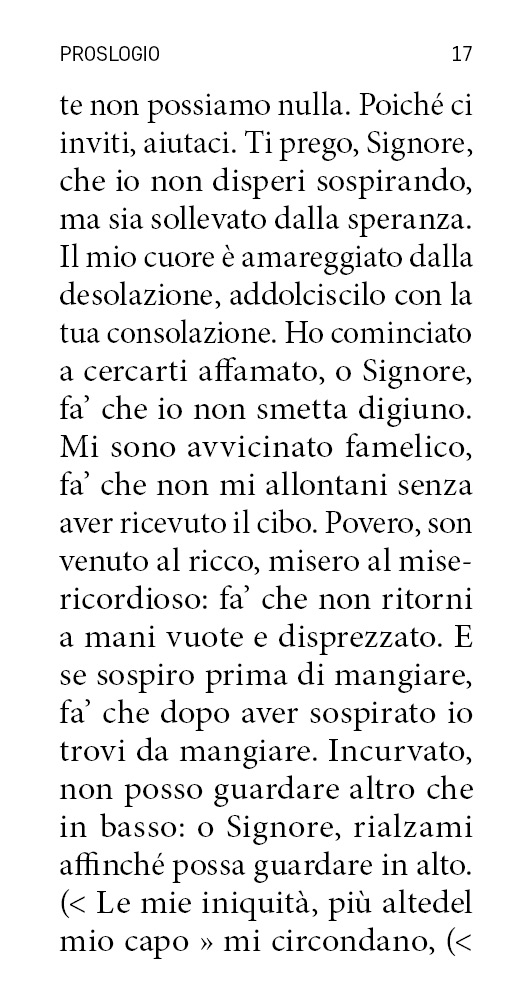 PROSLOGIO 17
te non possiamo nulla. Poiché ci
inviti, aiutaci. Ti prego, Signore,
che io non disperi sospirando,
ma sia sollevato dalla speranza.
Il mio cuore è amareggiato dalla
desolazione, addolciscilo con la
tua consolazione. Ho cominciato
a cercarti affamato, o Signore,
fa’ che io non smetta digiuno.
Mi sono avvicinato famelico,
fa’ che non mi allontani senza
aver ricevuto il cibo. Povero, son
venuto al ricco, misero al mise-
ricordioso: fa’ che non ritorni
a mani vuote e disprezzato. E
se sospiro prima di mangiare,
fa’ che dopo aver sospirato io
trovi da mangiare. Incurvato,
non posso guardare altro che
in basso: o Signore, rialzami
affinché possa guardare in alto.
(< Le mie iniquità, più altedel
mio capo » mi circondano, (<